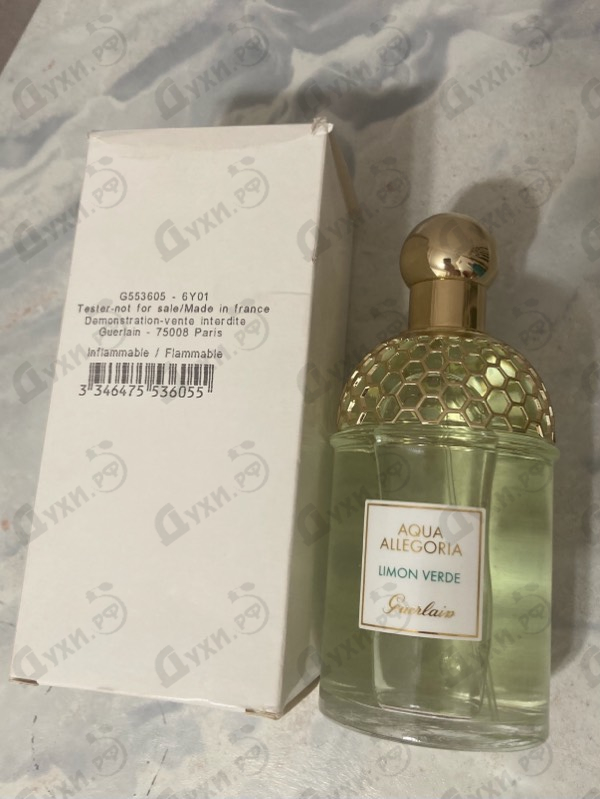 G553605 - 6Y01
Tester-not for sale/Made in france
Demonstration-vente interdite
Guerlain - 75008 Paris
Inflammable / Flammable
3 346475 536055
AQUA
ALLEGORIA
LIMON VERDE
Guerlain
Духи.РФ